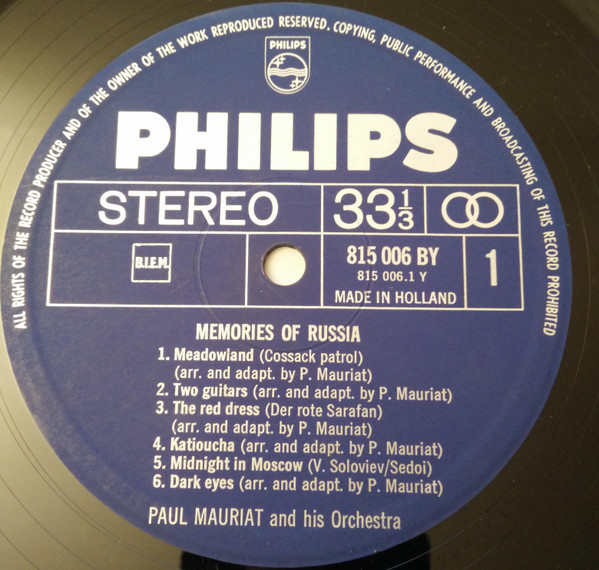 ALL RIGHTS OF THE RECORD PRODUCER AND OF THE OWNER OF THE WORK REPRODUCED RESERVED. COPYING, PUBLIC PERFORMANCE AND BROADCASTING OF THIS RECORD PROHIBITED
PHILIPS
PHILIPS
STEREO 33 1/3
B.I.E.M. 815 006 BY 1
815 006.1 Y
MADE IN HOLLAND
MEMORIES OF RUSSIA
1. Meadowland (Cossack patrol)
(arr. and adapt. by P. Mauriat)
2. Two guitars (arr. and adapt. by P. Mauriat)
3. The red dress (Der rote Sarafan)
(arr. and adapt. by P. Mauriat)
4. Katioucha (arr. and adapt. by P. Mauriat)
5. Midnight in Moscow (V. Soloviev/Sedoi)
6. Dark eyes (arr. and adapt. by P. Mauriat)
PAUL MAURIAT and his Orchestra